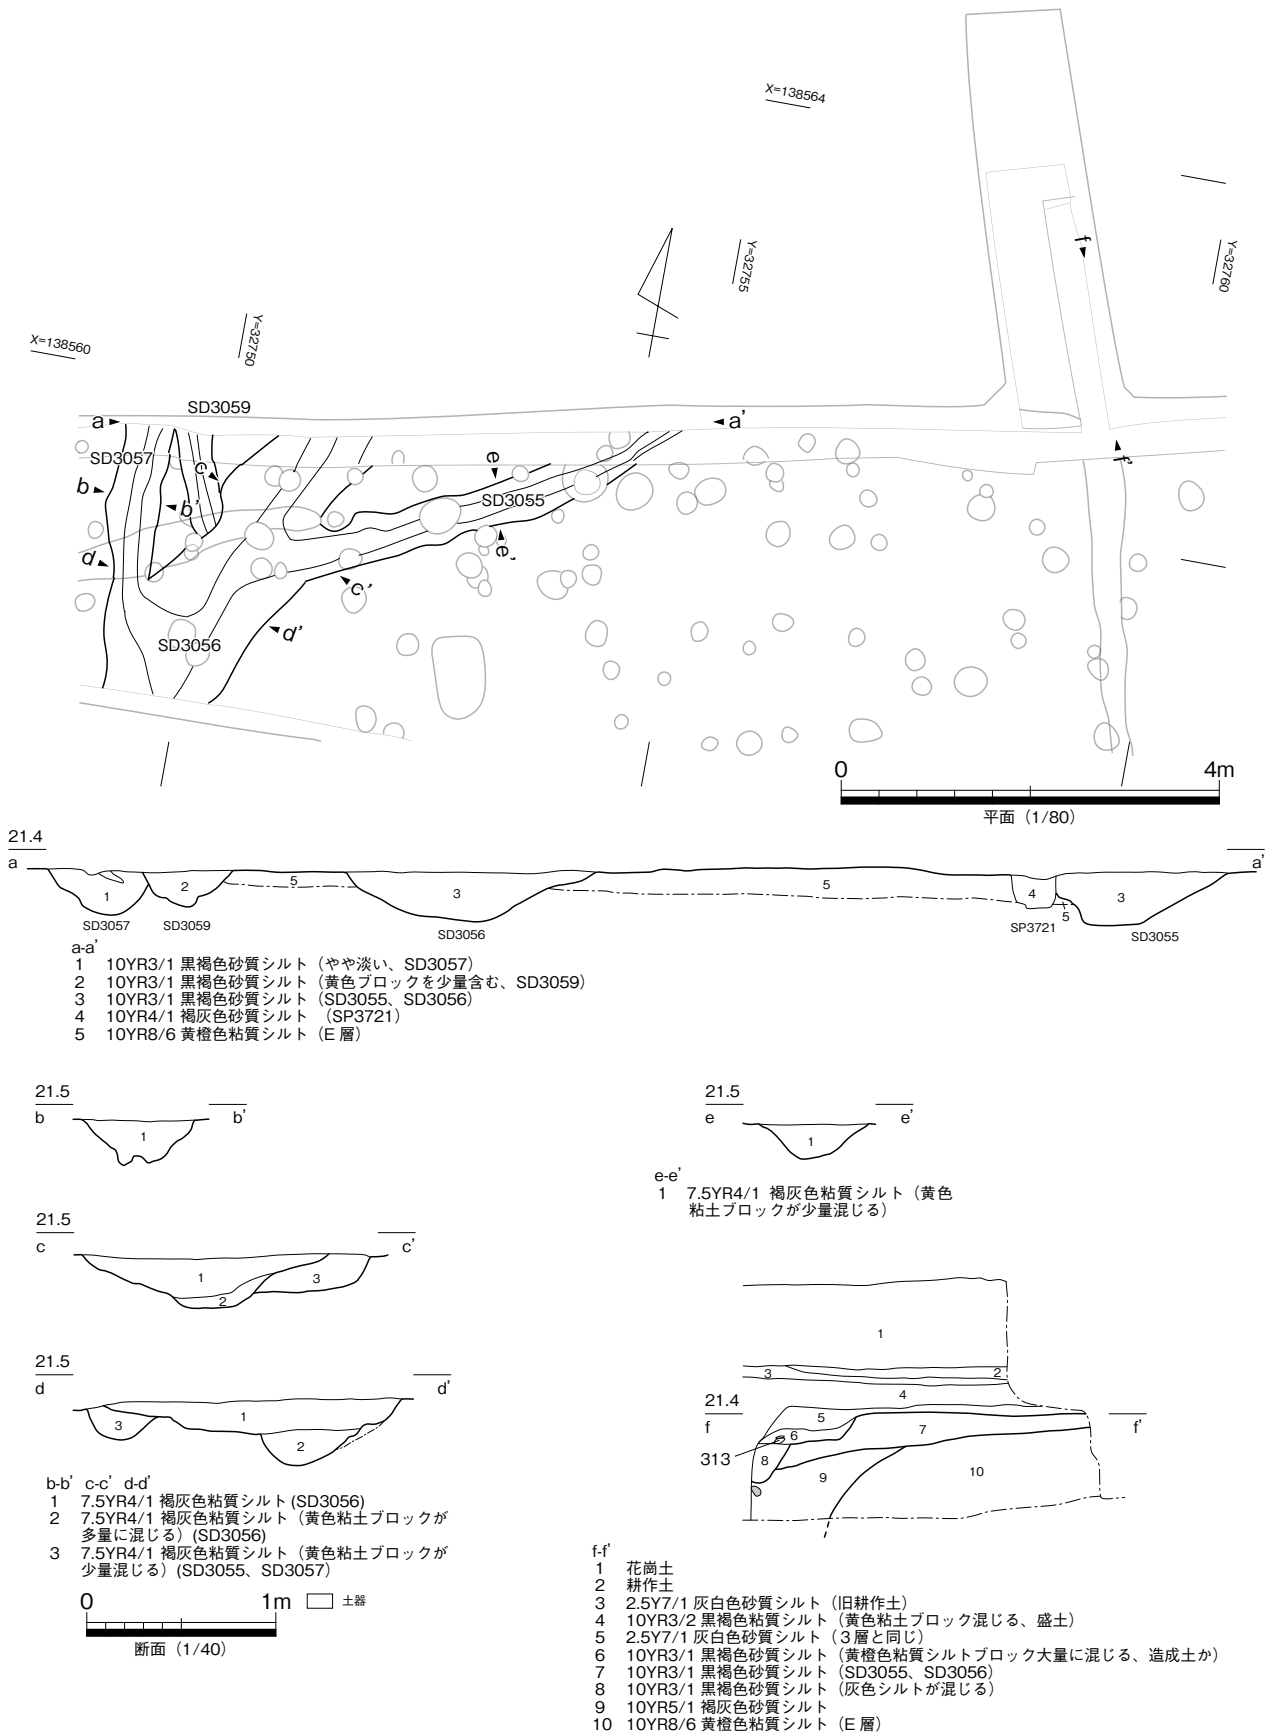 X=138564
Y=32755
Y=32760
X=138560
Y=32750
f
SD3059
a
a'
SD3057
c
e
f'
b
b'
SD3055
d
e'
c'
d'
SD3056
0 4m
平面（1/80）
21.4
a a'
1 2 5 3 5 4 5 3
SD3057 SD3059 SD3056 SP3721 SD3055
a-a'
1 10YR3/1 黒褐色砂質シルト（やや淡い、SD3057）
2 10YR3/1 黒褐色砂質シルト（黄色ブロックを少量含む、SD3059）
3 10YR3/1 黒褐色砂質シルト（SD3055、SD3056）
4 10YR4/1 褐灰色砂質シルト （SP3721）
5 10YR8/6 黄橙色粘質シルト（E 層）
21.5
b b'
1
21.5
e e'
1
e-e'
1 7.5YR4/1 褐灰色粘質シルト（黄色
粘土ブロックが少量混じる）
21.5
c c'
1
2
3
21.5
d d'
1
2
3
b-b' c-c' d-d'
1 7.5YR4/1 褐灰色粘質シルト (SD3056)
2 7.5YR4/1 褐灰色粘質シルト（黄色粘土ブロックが
多量に混じる）(SD3056)
3 7.5YR4/1 褐灰色粘質シルト（黄色粘土ブロックが
少量混じる）(SD3055、SD3057）
0 1m
土器
断面（1/40）
1
3 2
4
21.4
f f'
5
6
7
313
8
9
10
f-f'
1 花崗土
2 耕作土
3 2.5Y7/1 灰白色砂質シルト（旧耕作土）
4 10YR3/2 黒褐色粘質シルト（黄色粘土ブロック混じる、盛土）
5 2.5Y7/1 灰白色砂質シルト（３層と同じ）
6 10YR3/1 黒褐色砂質シルト（黄橙色粘質シルトブロック大量に混じる、造成土か）
7 10YR3/1 黒褐色砂質シルト（SD3055、SD3056）
8 10YR3/1 黒褐色砂質シルト（灰色シルトが混じる）
9 10YR5/1 褐灰色砂質シルト
10 10YR8/6 黄橙色粘質シルト（E 層）